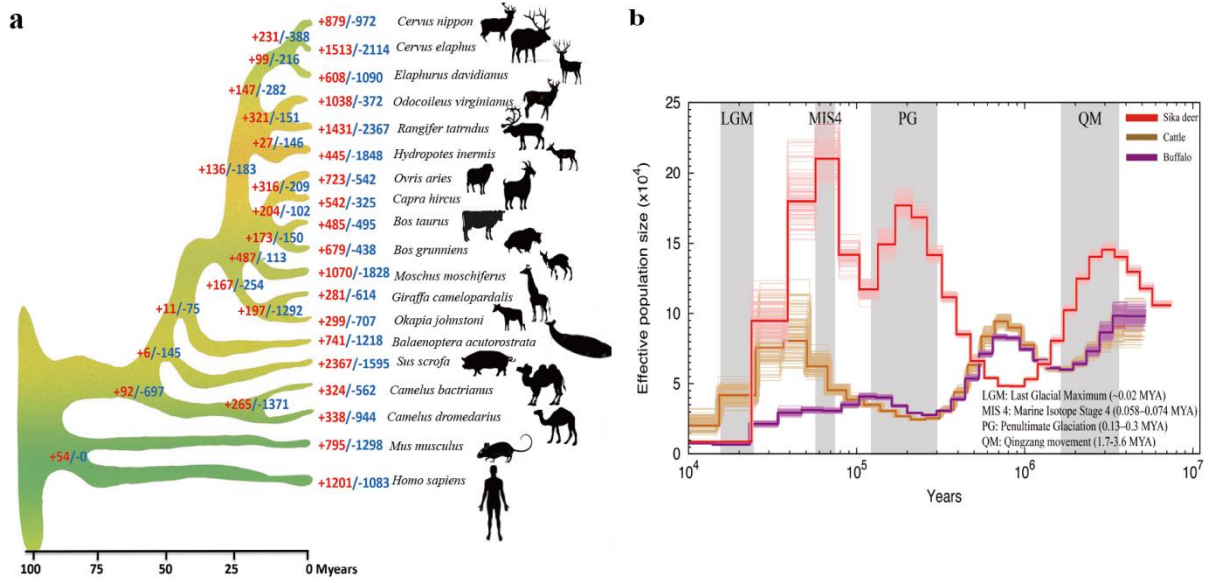 a
+879/-972 Cervus nippon
+231/-388
+1513/-2114 Cervus elaphus
+99/-216
+608/-1090 Elaphurus davidianus
+147/-282
+1038/-372 Odocoileus virginianus
+321/-151
+1431/-2367 Rangifer tatrndus
+27/-146
+445/-1848 Hydropotes inermis
+136/-183
+723/-542 Ovris aries
+316/-209
+542/-325 Capra hircus
+204/-102
+485/-495 Bos taurus
+173/-150
+679/-438 Bos grunniens
+487/-113
+1070/-1828 Moschus moschiferus
+167/-254
+281/-614 Giraffa camelopardalis
+11/-75
+197/-1292
+299/-707 Okapia johnstoni
+741/-1218 Balaenoptera acutorostrata
+6/-145
+2367/-1595 Sus scrofa
+92/-697
+324/-562 Camelus bactrianus
+265/-1371
+338/-944 Camelus dromedarius
+795/-1298 Mus musculus
+54/-0
+1201/-1083 Homo sapiens
100 75 50 25 0 Myears
b
Effective population size (x10⁴)
25
20
15
10
5
0
LGM MIS4 PG QM
Sika deer
Cattle
Buffalo
LGM: Last Glacial Maximum (~0.02 MYA)
MIS 4: Marine Isotope Stage 4 (0.058–0.074 MYA)
PG: Penultimate Glaciation (0.13–0.3 MYA)
QM: Qingzang movement (1.7-3.6 MYA)
10⁴ 10⁵ 10⁶ 10⁷
Years